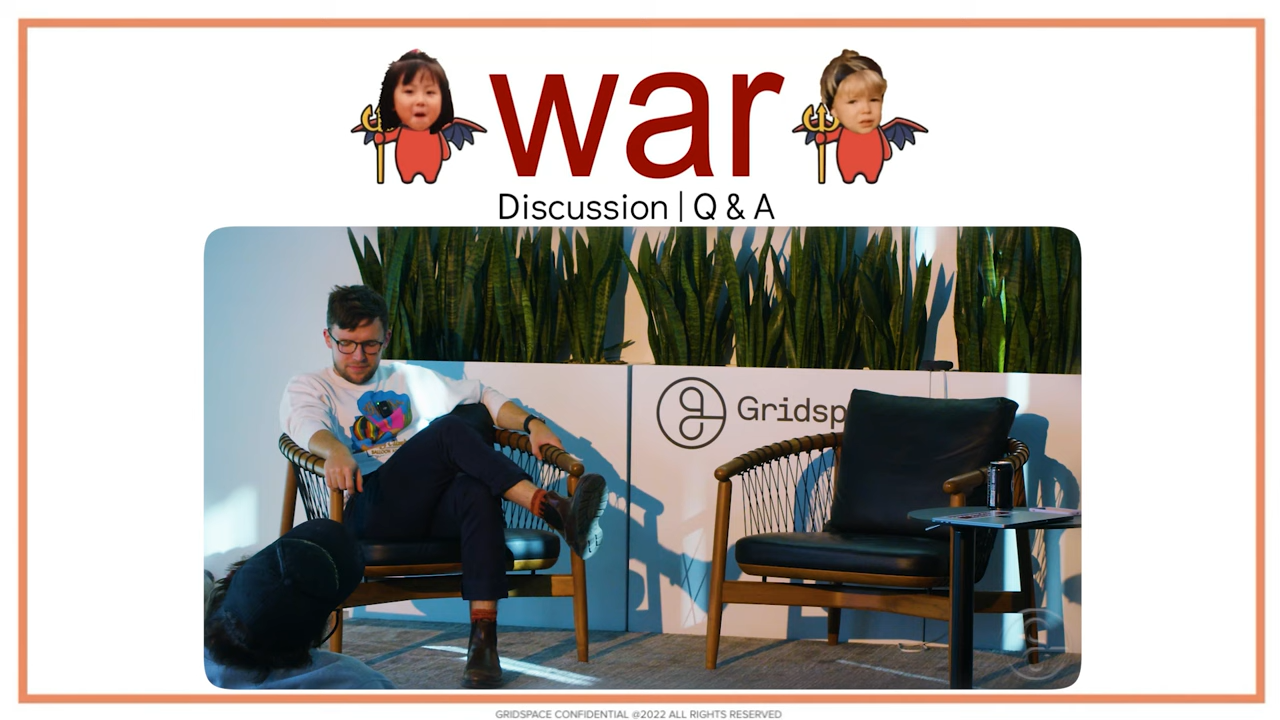 war
Discussion | Q & A
Gridsp
GRIDSPACE CONFIDENTIAL @2022 ALL RIGHTS RESERVED